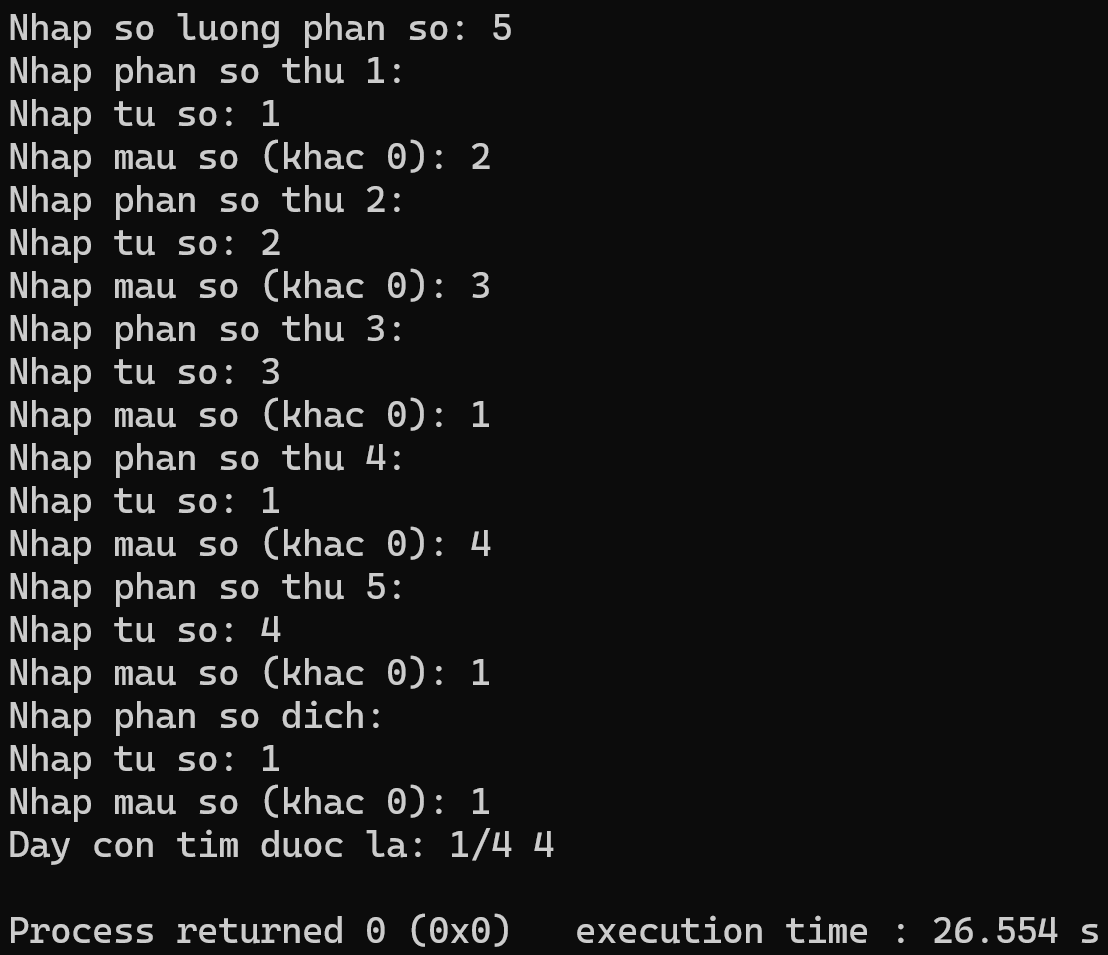 Nhap so luong phan so: 5
Nhap phan so thu 1:
Nhap tu so: 1
Nhap mau so (khac 0): 2
Nhap phan so thu 2:
Nhap tu so: 2
Nhap mau so (khac 0): 3
Nhap phan so thu 3:
Nhap tu so: 3
Nhap mau so (khac 0): 1
Nhap phan so thu 4:
Nhap tu so: 1
Nhap mau so (khac 0): 4
Nhap phan so thu 5:
Nhap tu so: 4
Nhap mau so (khac 0): 1
Nhap phan so dich:
Nhap tu so: 1
Nhap mau so (khac 0): 1
Day con tim duoc la: 1/4 4
Process returned 0 (0x0)   execution time : 26.554 s